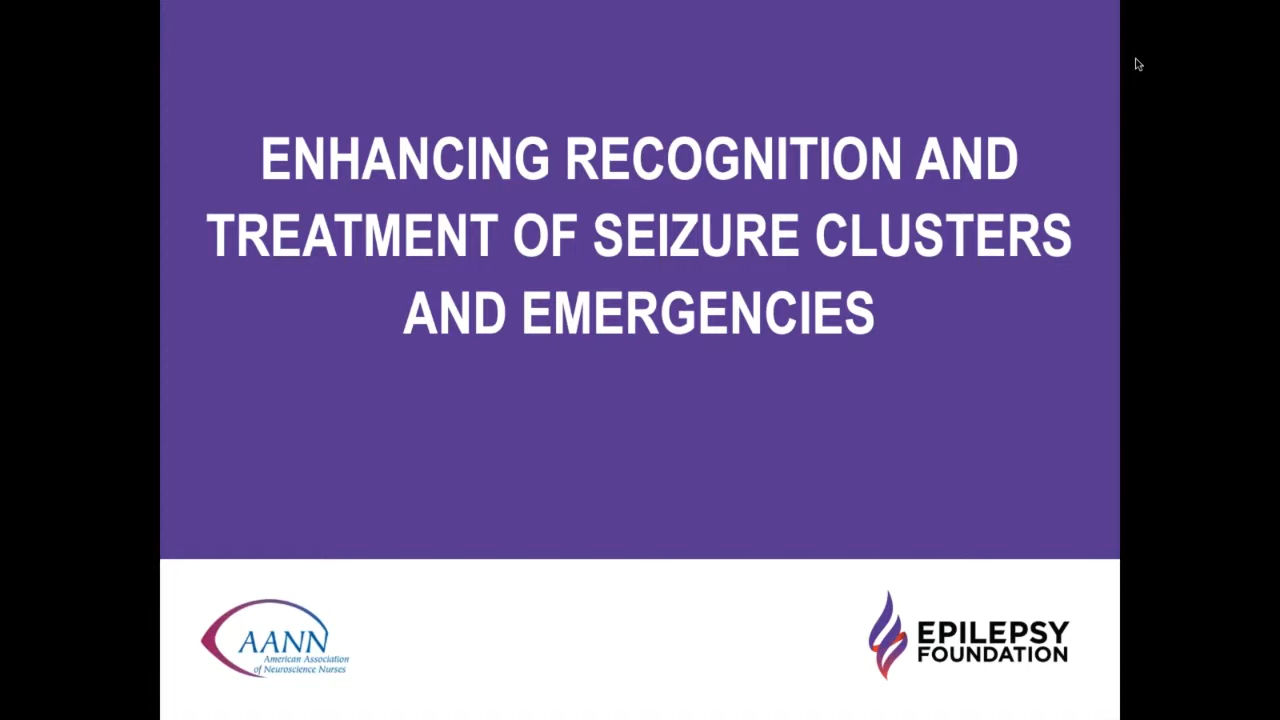 ENHANCING RECOGNITION AND
TREATMENT OF SEIZURE CLUSTERS
AND EMERGENCIES
AANN
American Association
of Neuroscience Nurses
EPILEPSY
FOUNDATION